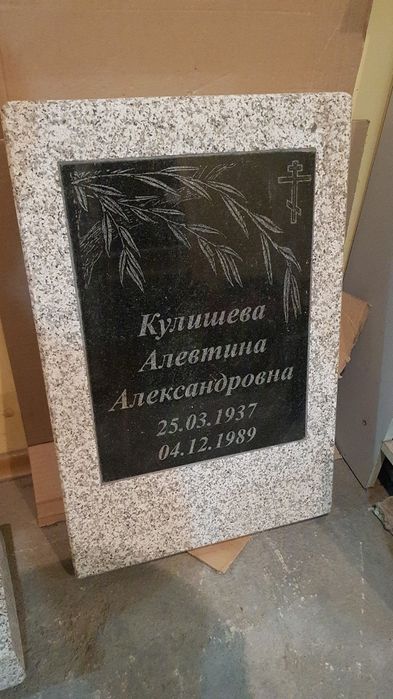 Кулишева
Алевтина
Александровна
25.03.1937
04.12.1989